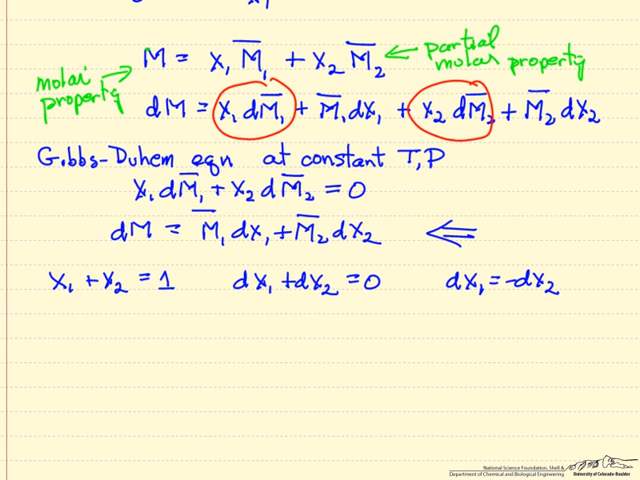 x₁
M = x₁ M̄₁ + x₂ M̄₂ ← partial molar property
molar property →
dM = x₁ dM̄₁ + M̄₁ dx₁ + x₂ dM̄₂ + M̄₂ dx₂
Gibbs-Duhem eqn at constant T, P
x₁ dM̄₁ + x₂ dM̄₂ = 0
dM = M̄₁ dx₁ + M̄₂ dx₂ ⇐
x₁ + x₂ = 1 dx₁ + dx₂ = 0 dx₁ = -dx₂
National Science Foundation, Shell &
Department of Chemical and Biological Engineering University of Colorado Boulder